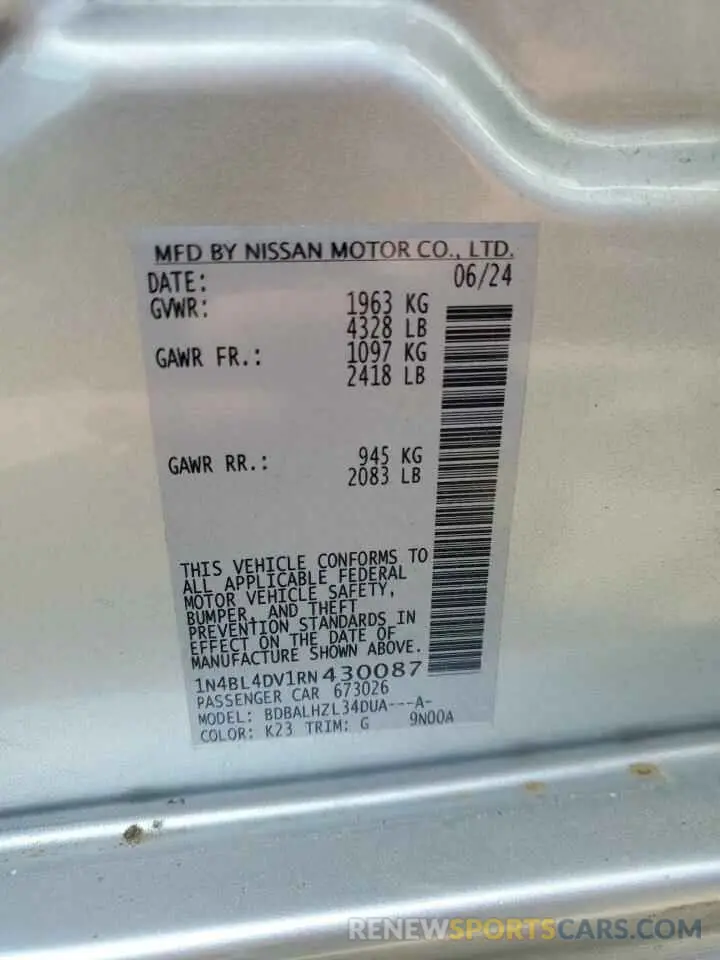 MFD BY NISSAN MOTOR CO., LTD.
DATE: 06/24
GVWR: 1963 KG
4328 LB
GAWR FR.: 1097 KG
2418 LB
GAWR RR.: 945 KG
2083 LB
THIS VEHICLE CONFORMS TO
ALL APPLICABLE FEDERAL
MOTOR VEHICLE SAFETY,
BUMPER, AND THEFT
PREVENTION STANDARDS IN
EFFECT ON THE DATE OF
MANUFACTURE SHOWN ABOVE.
1N4BL4DV1RN430087
PASSENGER CAR 673026
MODEL: BDBALHZL34DUA---A-
COLOR: K23 TRIM: G 9N00A
RENEWSPORTSCARS.COM